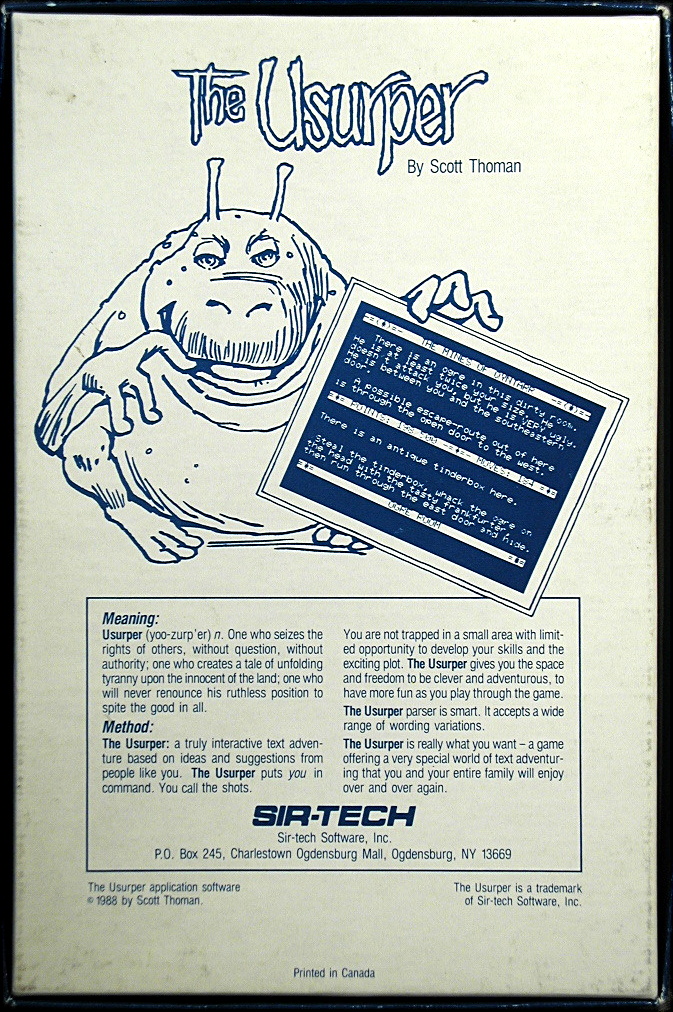 The Usurper
By Scott Thoman
THE MINES OF QYNTARR
There is an ogre in this dirty room.
He is at least twice your size. He
doesn't attack you, but he is VERY ugly.
He is between you and the southeastern
door.
A possible escape-route out of here
is through the open door to the west.
POINTS: MOVES:
There is an antique tinderbox here.
Steal the tinderbox, whack the ogre on
the head with the tasty frankfurter,
then run through the east door and hide.
OGRE ROOM
Meaning:
Usurper (yoo-zurp'er) n. One who seizes the
rights of others, without question, without
authority; one who creates a tale of unfolding
tyranny upon the innocent of the land; one who
will never renounce his ruthless position to
spite the good in all.
Method:
The Usurper: a truly interactive text adven-
ture based on ideas and suggestions from
people like you. The Usurper puts you in
command. You call the shots.
You are not trapped in a small area with limit-
ed opportunity to develop your skills and the
exciting plot. The Usurper gives you the space
and freedom to be clever and adventurous, to
have more fun as you play through the game.
The Usurper parser is smart. It accepts a wide
range of wording variations.
The Usurper is really what you want – a game
offering a very special world of text adventur-
ing that you and your entire family will enjoy
over and over again.
SIR-TECH
Sir-tech Software, Inc.
P.O. Box 245, Charlestown Ogdensburg Mall, Ogdensburg, NY 13669
The Usurper application software
© 1988 by Scott Thoman.
The Usurper is a trademark
of Sir-tech Software, Inc.
Printed in Canada